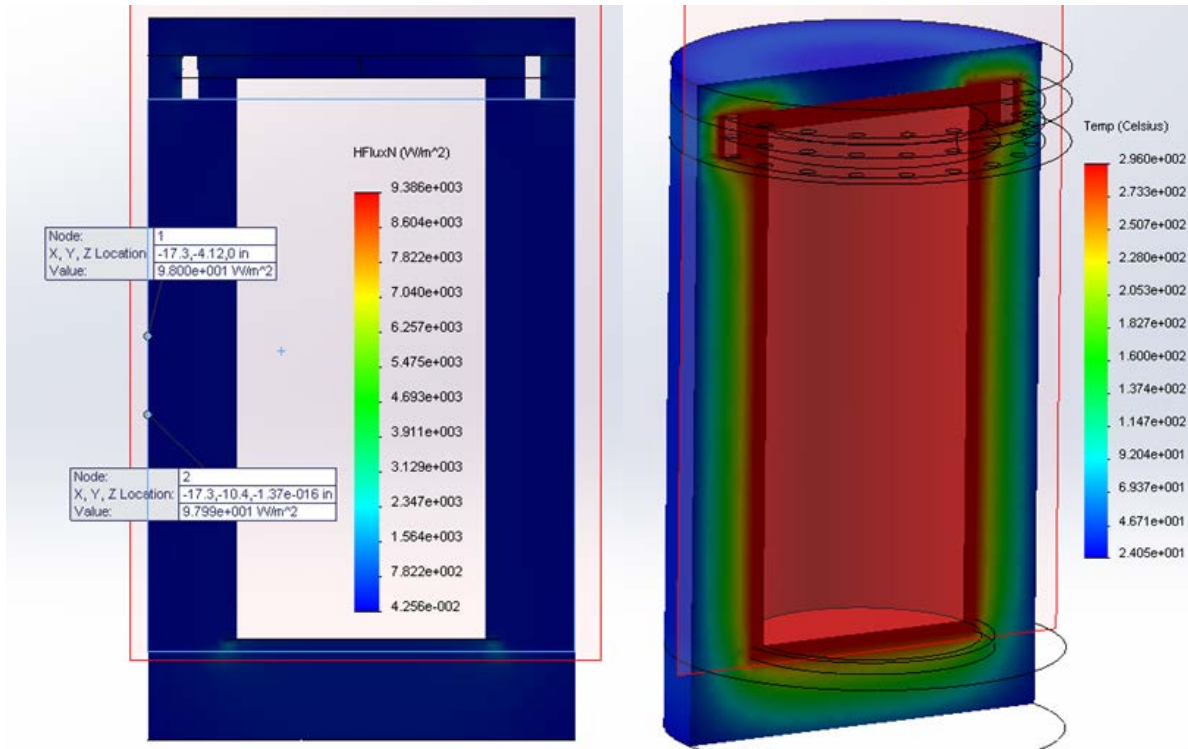 HFluxN (W/m^2)
9.386e+003
8.604e+003
7.822e+003
7.040e+003
6.257e+003
5.475e+003
4.693e+003
3.911e+003
3.129e+003
2.347e+003
1.564e+003
7.822e+002
4.256e-002
Node: 1
X, Y, Z Location: -17.3,-4.12,0 in
Value: 9.800e+001 W/m^2
Node: 2
X, Y, Z Location: -17.3,-10.4,-1.37e-016 in
Value: 9.799e+001 W/m^2
Temp (Celsius)
2.960e+002
2.733e+002
2.507e+002
2.280e+002
2.053e+002
1.827e+002
1.600e+002
1.374e+002
1.147e+002
9.204e+001
6.937e+001
4.671e+001
2.405e+001